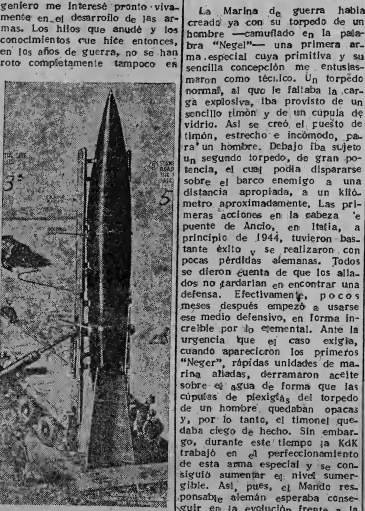 geniero me interesé pronto viva-
mente en el desarrollo de las ar-
mas. Los hilos que anudé y los
conocimientos que hice entonces,
en los años de guerra, no se han
roto completamente tampoco en
3ª
5
La Marina de guerra había
creado ya con su torpedo de un
hombre —camuflado en la pala-
bra "Negel"— una primera ar-
ma especial cuya primitiva y su
sencilla concepción me entusias-
maron como técnico. Un torpedo
normal, al que le faltaba la car-
ga explosiva, iba provisto de un
sencillo timón y de un cúpula de
vidrio. Así se creó el puesto de
timón, estrecho e incómodo, pa-
ra un hombre. Debajo iba sujeto
un segundo torpedo, de gran po-
tencia, el cual podía dispararse
sobre el barco enemigo a una
distancia apropiada, a un kiló-
metro aproximadamente. Las pri-
meras acciones en la cabeza 'e
puente de Ancio, en Italia, a
principio de 1944, tuvieron bas-
tante éxito y se realizaron con
pocas pérdidas alemanas. Todos
se dieron cuenta de que los alia-
dos no tardarían en encontrar una
defensa. Efectivamente, pocos
meses después empezó a usarse
ese medio defensivo, en forma in-
creíble por lo elemental. Ante la
urgencia que el caso exigía,
cuando aparecieron los primeros
"Neger", rápidas unidades de ma-
rina aliadas, derramaron aceite
sobre el agua de forma que las
cúpulas de plexiglás del torpedo
de un hombre quedaban opacas
y, por lo tanto, el timonel que-
daba ciego de hecho. Sin embar-
go, durante este tiempo la KdK
trabajó en el perfeccionamiento
de esta arma especial y se con-
siguió aumentar el nivel sumer-
gible. Así, pues, el Mando res-
ponsable alemán esperaba conse-
guir en la evolución frente a la